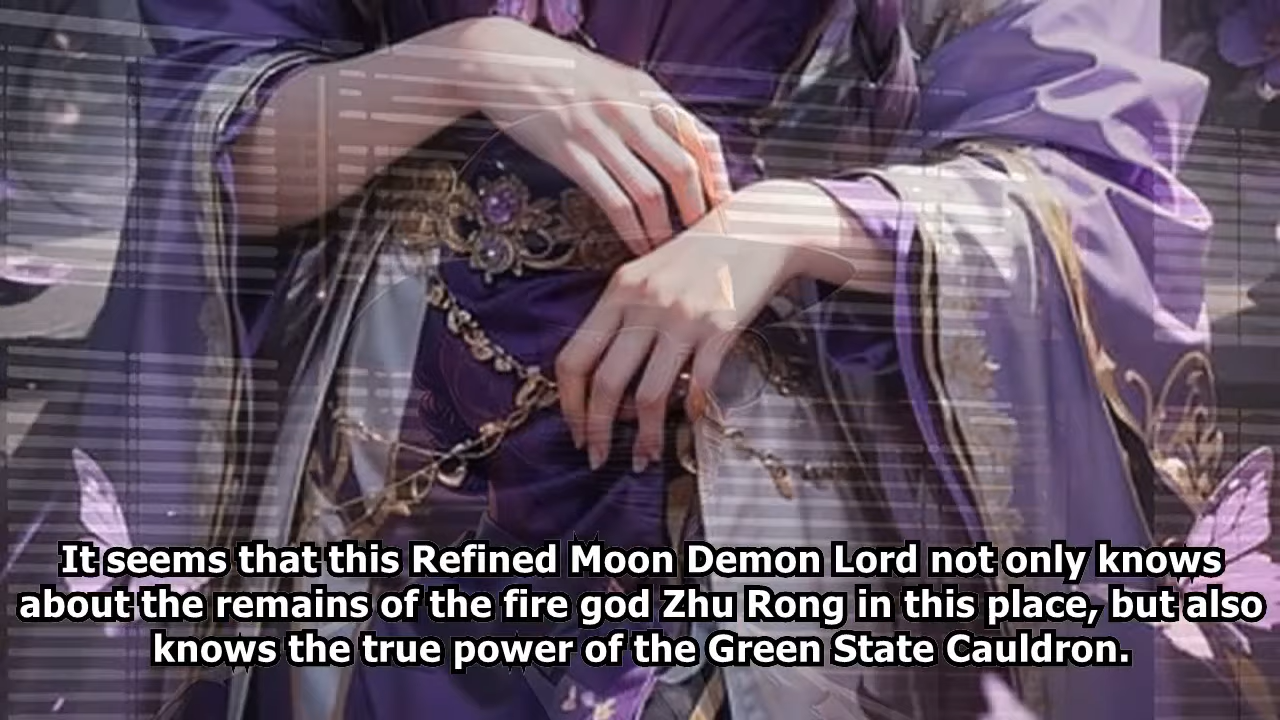 It seems that this Refined Moon Demon Lord not only knows
about the remains of the fire god Zhu Rong in this place, but also
knows the true power of the Green State Cauldron.